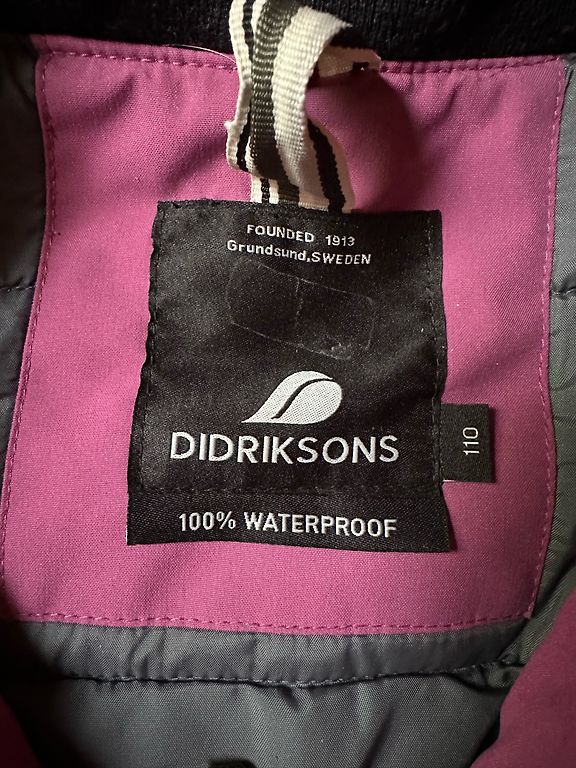 FOUNDED 1913
Grundsund, SWEDEN
DIDRIKSONS
110
100% WATERPROOF